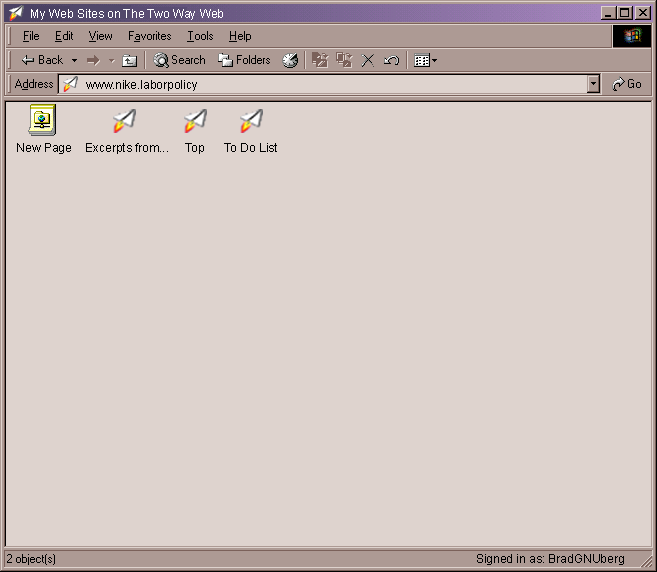 My Web Sites on The Two Way Web
File Edit View Favorites Tools Help
Back Search Folders
Address www.nike.laborpolicy Go
New Page Excerpts from... Top To Do List
2 object(s) Signed in as: BradGNUberg